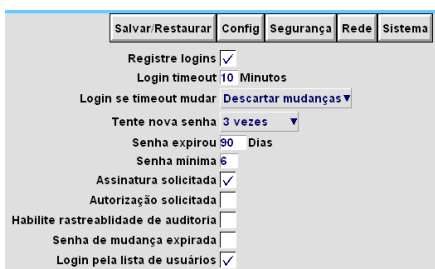 Salvar/Restaurar Config Segurança Rede Sistema
Registre logins
Login timeout 10 Minutos
Login se timeout mudar Descartar mudanças
Tente nova senha 3 vezes
Senha expirou 90 Dias
Senha mínima 6
Assinatura solicitada
Autorização solicitada
Habilite rastreablidade de auditoria
Senha de mudança expirada
Login pela lista de usuários